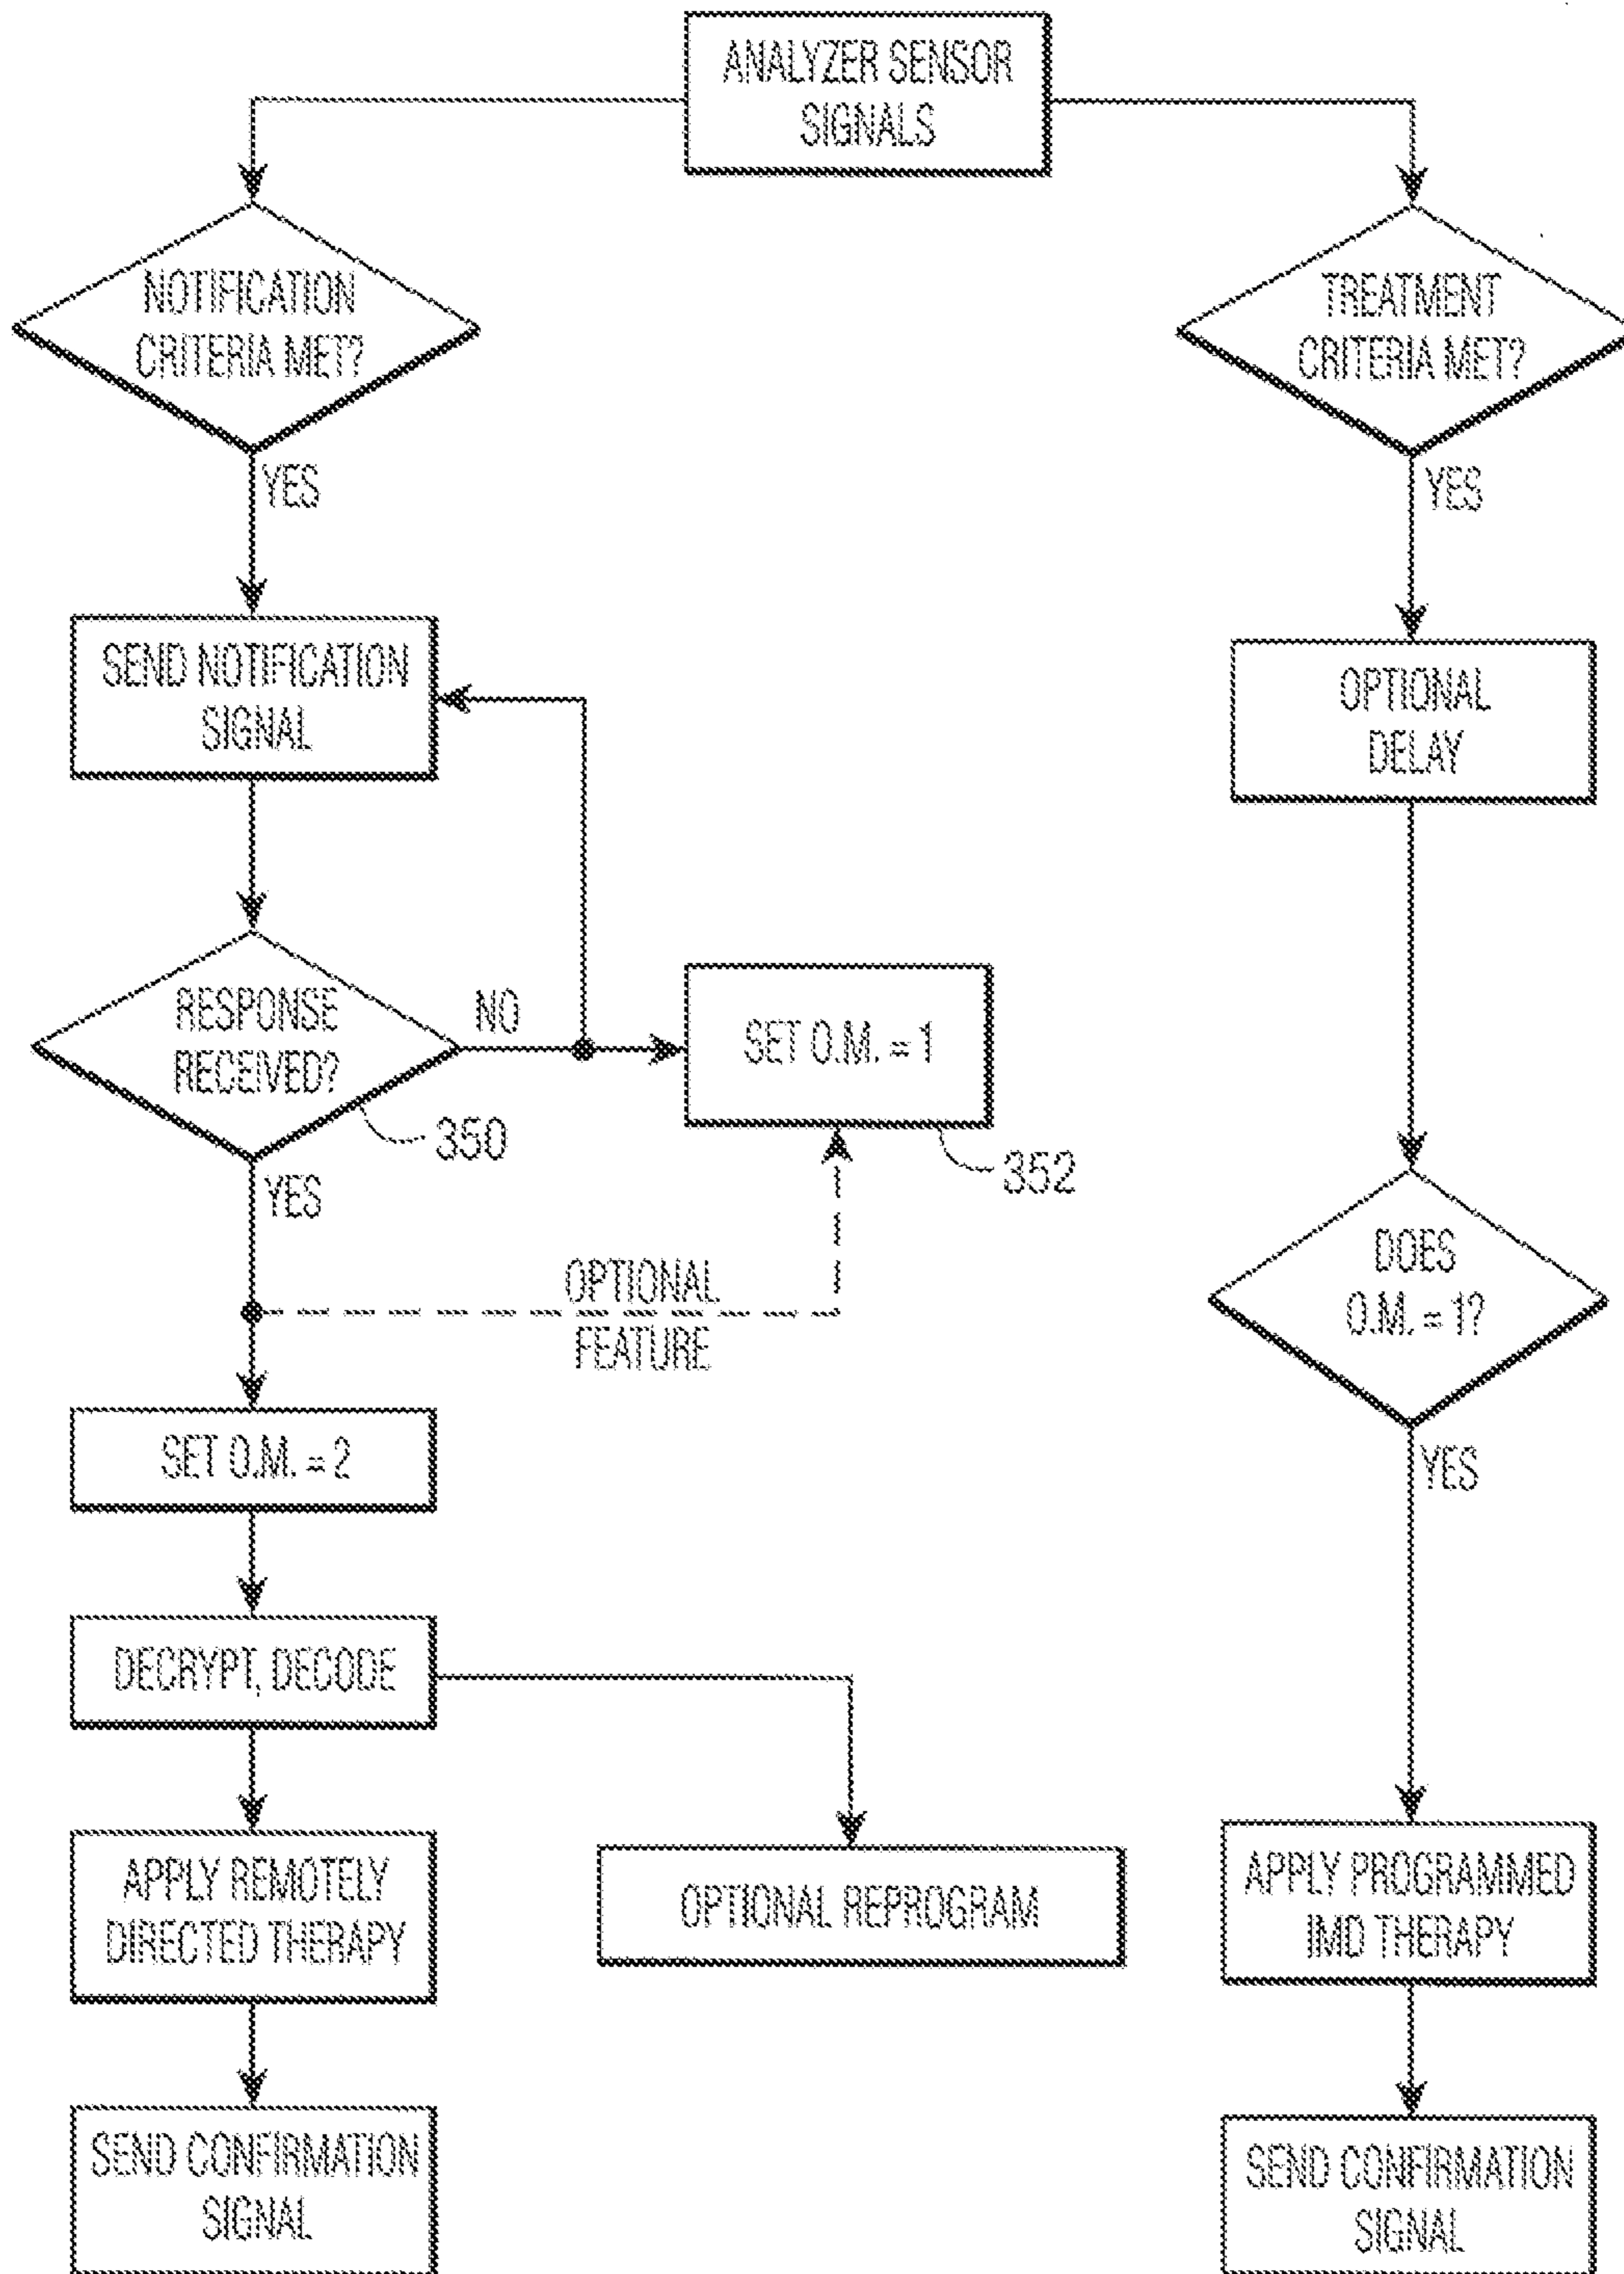 ANALYZER SENSOR
SIGNALS
NOTIFICATION
CRITERIA MET?
YES
TREATMENT
CRITERIA MET?
YES
SEND NOTIFICATION
SIGNAL
OPTIONAL
DELAY
RESPONSE
RECEIVED?
NO
350
YES
SET O.M. = 1
352
OPTIONAL
FEATURE
DOES
O.M. = 1?
YES
SET O.M. = 2
DECRYPT, DECODE
APPLY REMOTELY
DIRECTED THERAPY
OPTIONAL REPROGRAM
APPLY PROGRAMMED
IMD THERAPY
SEND CONFIRMATION
SIGNAL
SEND CONFIRMATION
SIGNAL